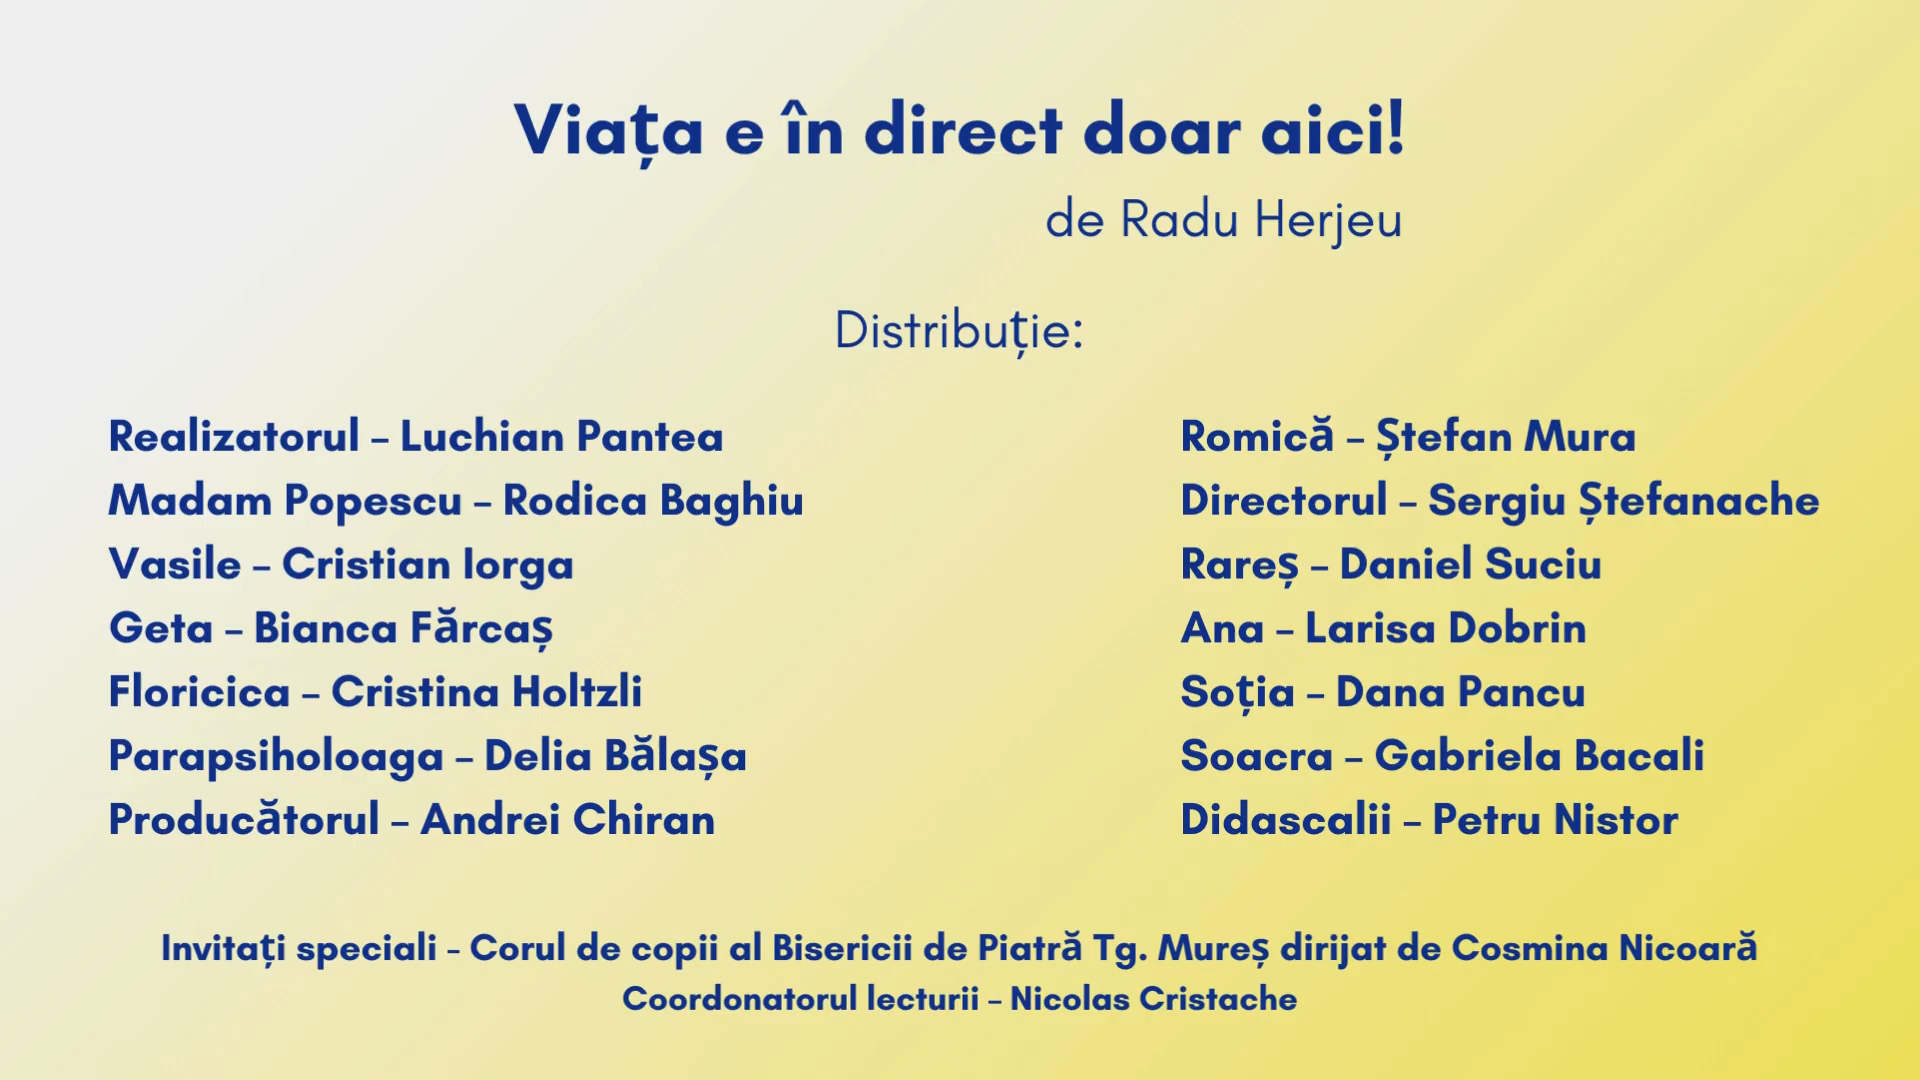 Viața e în direct doar aici!
de Radu Herjeu
Distribuție:
Realizatorul – Luchian Pantea
Madam Popescu – Rodica Baghiu
Vasile – Cristian Iorga
Geta – Bianca Fărcaș
Floricica – Cristina Holtzli
Parapsiholoaga – Delia Bălașa
Producătorul – Andrei Chiran
Romică – Ștefan Mura
Directorul – Sergiu Ștefanache
Rareș – Daniel Suciu
Ana – Larisa Dobrin
Soția – Dana Pancu
Soacra – Gabriela Bacali
Didascalii – Petru Nistor
Invitați speciali - Corul de copii al Bisericii de Piatră Tg. Mureș dirijat de Cosmina Nicoară
Coordonatorul lecturii – Nicolas Cristache